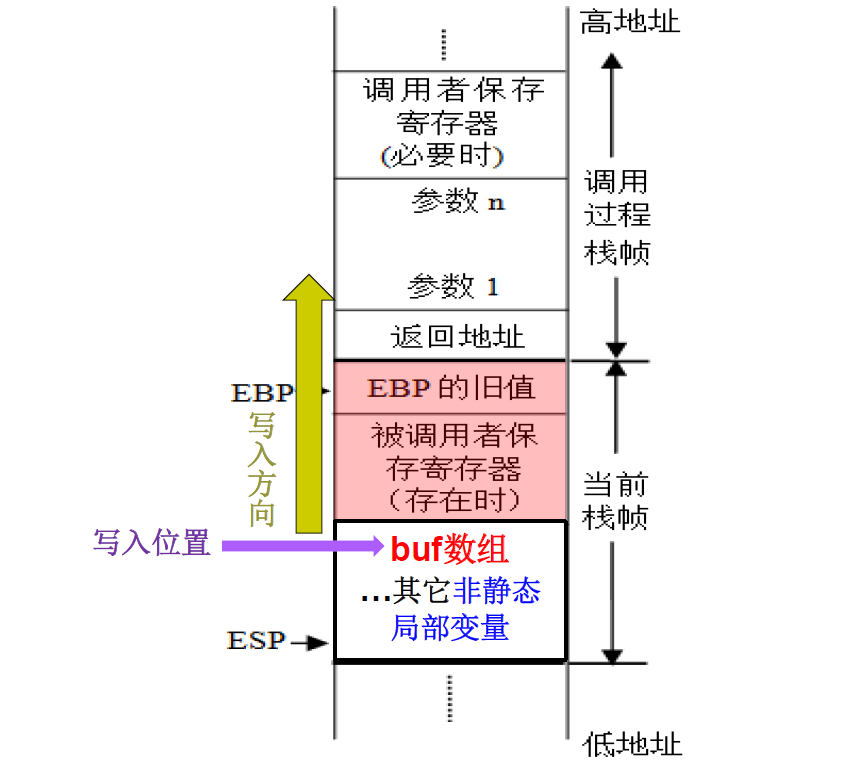 高地址
调用者保存
寄存器
(必要时)
参数 n
调用
过程
栈帧
参数 1
返回地址
EBP
EBP 的旧值
写入方向
被调用者保
存寄存器
（存在时）
当前
栈帧
写入位置
buf数组
...其它非静态
局部变量
ESP
低地址